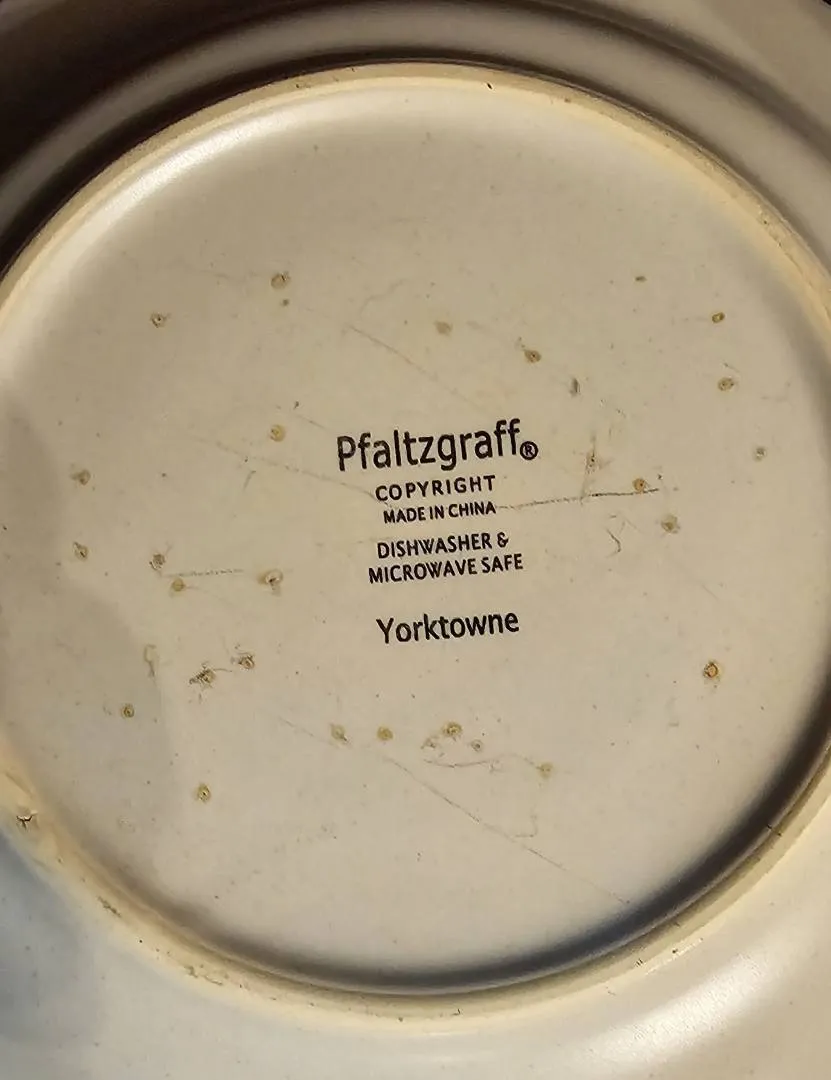 Pfaltzgraff®
COPYRIGHT
MADE IN CHINA
DISHWASHER &
MICROWAVE SAFE
Yorktowne